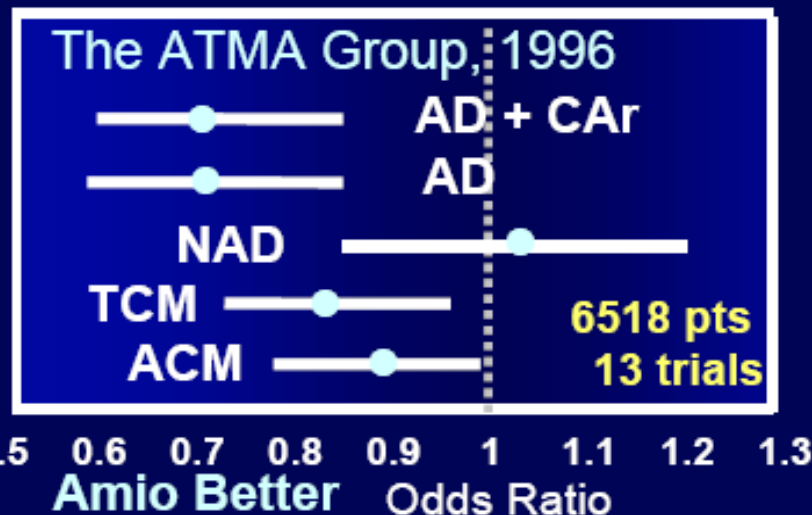 The ATMA Group, 1996
AD + CAr
AD
NAD
TCM
6518 pts
ACM
13 trials
.5 0.6 0.7 0.8 0.9 1 1.1 1.2 1.3
Amio Better Odds Ratio